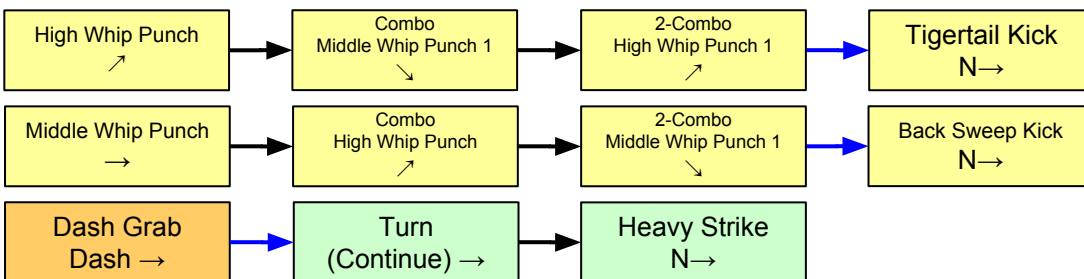 High Whip Punch
↗
Combo
Middle Whip Punch 1
↘
2-Combo
High Whip Punch 1
↗
Tigertail Kick
N→
Middle Whip Punch
→
Combo
High Whip Punch
↗
2-Combo
Middle Whip Punch 1
↘
Back Sweep Kick
N→
Dash Grab
Dash →
Turn
(Continue) →
Heavy Strike
N→